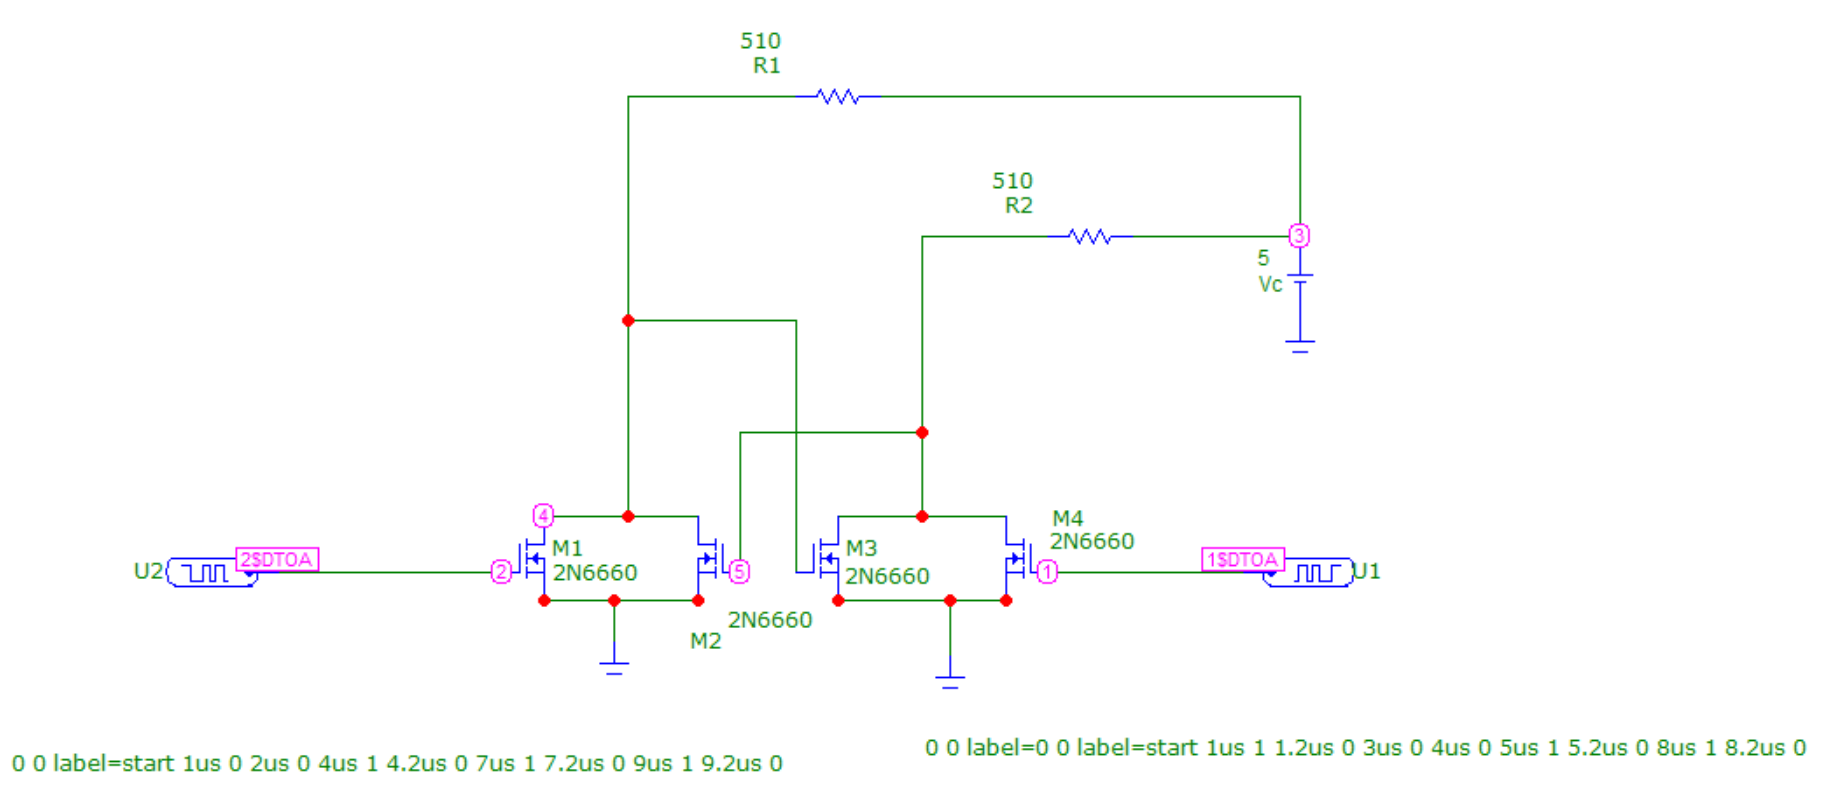 510
R1
510
R2
3
5
Vc
4
M1
2N6660
M3
2N6660
M4
2N6660
U2
2$DTOA
2
5
1
1$DTOA
U1
2N6660
M2
0 0 label=0 0 label=start 1us 1 1.2us 0 3us 0 4us 0 5us 1 5.2us 0 8us 1 8.2us 0
0 0 label=start 1us 0 2us 0 4us 1 4.2us 0 7us 1 7.2us 0 9us 1 9.2us 0